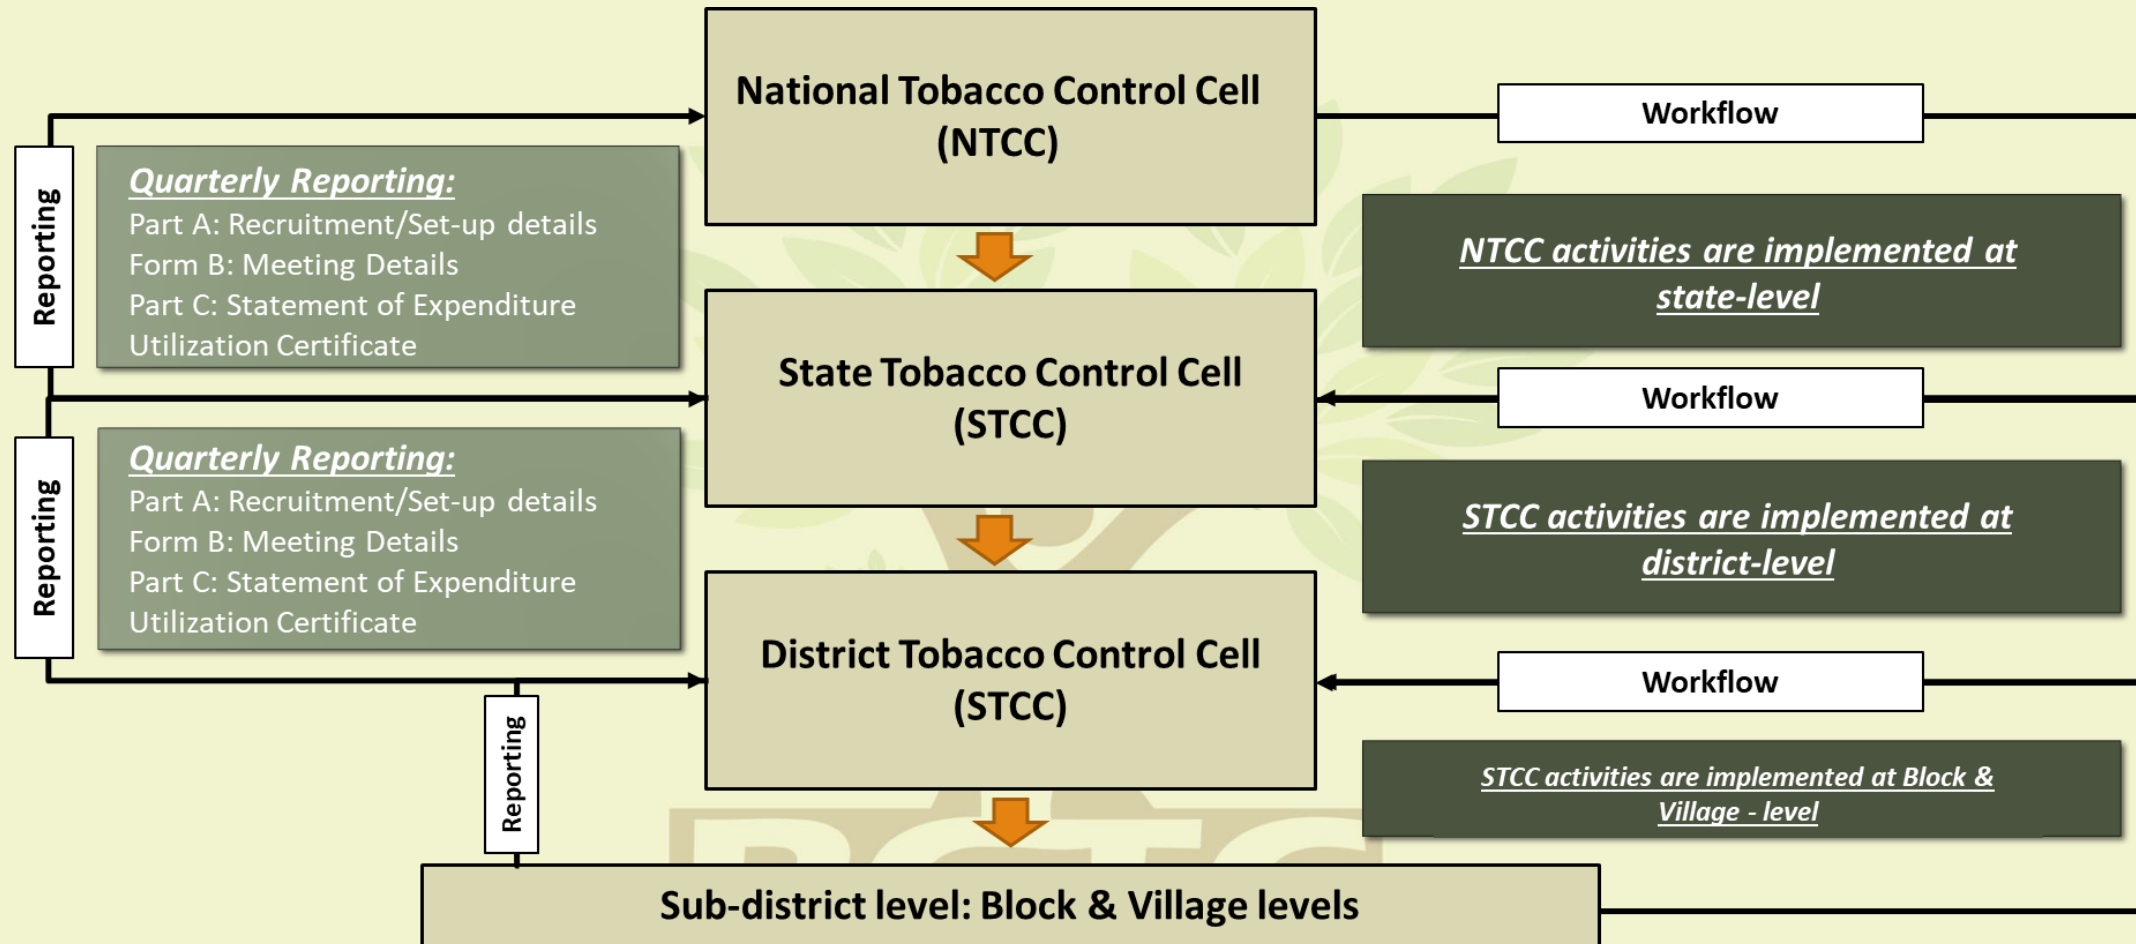 National Tobacco Control Cell
(NTCC)
Workflow
Reporting
Quarterly Reporting:
Part A: Recruitment/Set-up details
Form B: Meeting Details
Part C: Statement of Expenditure
Utilization Certificate
NTCC activities are implemented at
state-level
State Tobacco Control Cell
(STCC)
Workflow
Reporting
Quarterly Reporting:
Part A: Recruitment/Set-up details
Form B: Meeting Details
Part C: Statement of Expenditure
Utilization Certificate
STCC activities are implemented at
district-level
District Tobacco Control Cell
(STCC)
Workflow
Reporting
STCC activities are implemented at Block &
Village - level
Sub-district level: Block & Village levels